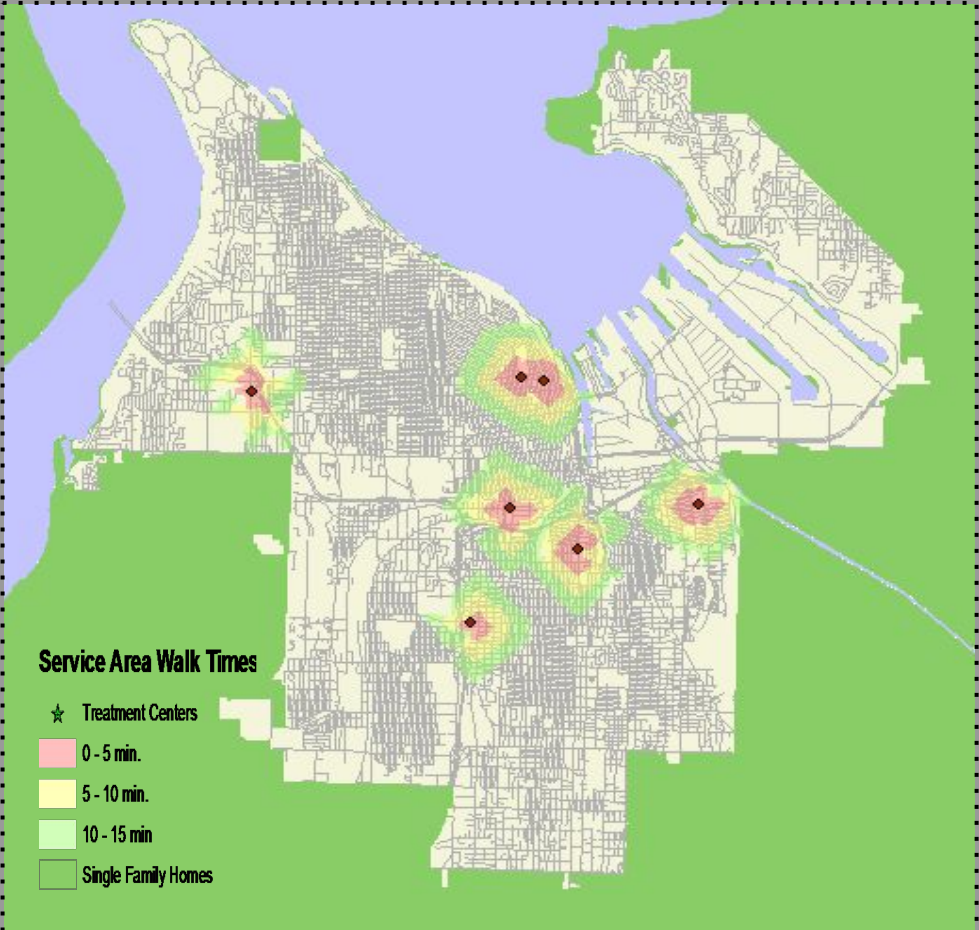 Service Area Walk Times
Treatment Centers
0 - 5 min.
5 - 10 min.
10 - 15 min
Single Family Homes